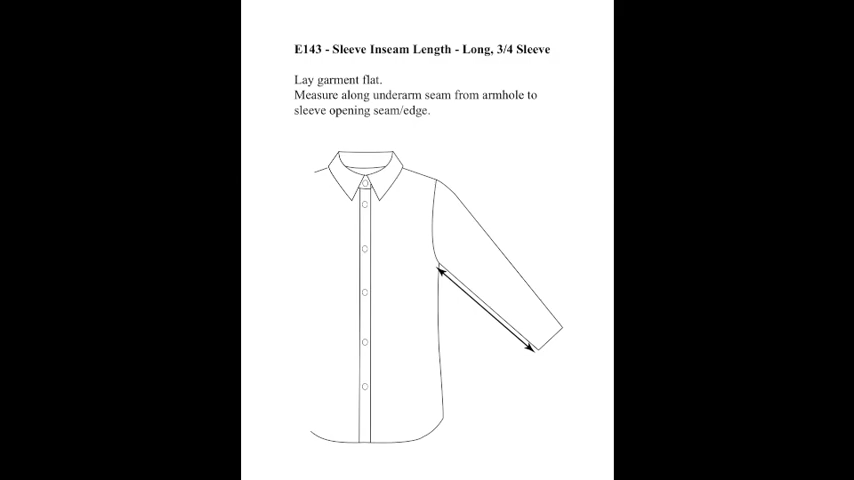 E143 - Sleeve Inseam Length - Long, 3/4 Sleeve
Lay garment flat.
Measure along underarm seam from armhole to
sleeve opening seam/edge.